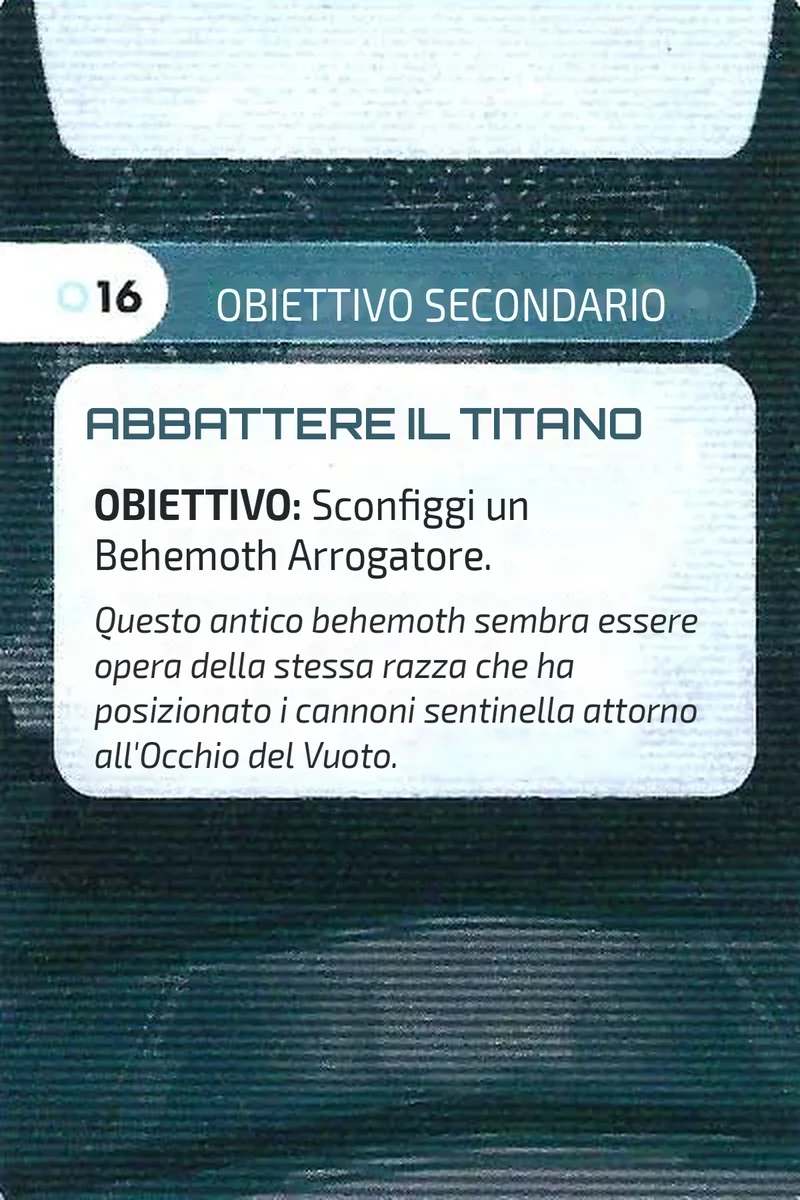 16
OBIETTIVO SECONDARIO
ABBATTERE IL TITANO
OBIETTIVO: Sconfiggi un
Behemoth Arrogatore.
Questo antico behemoth sembra essere
opera della stessa razza che ha
posizionato i cannoni sentinella attorno
all'Occhio del Vuoto.